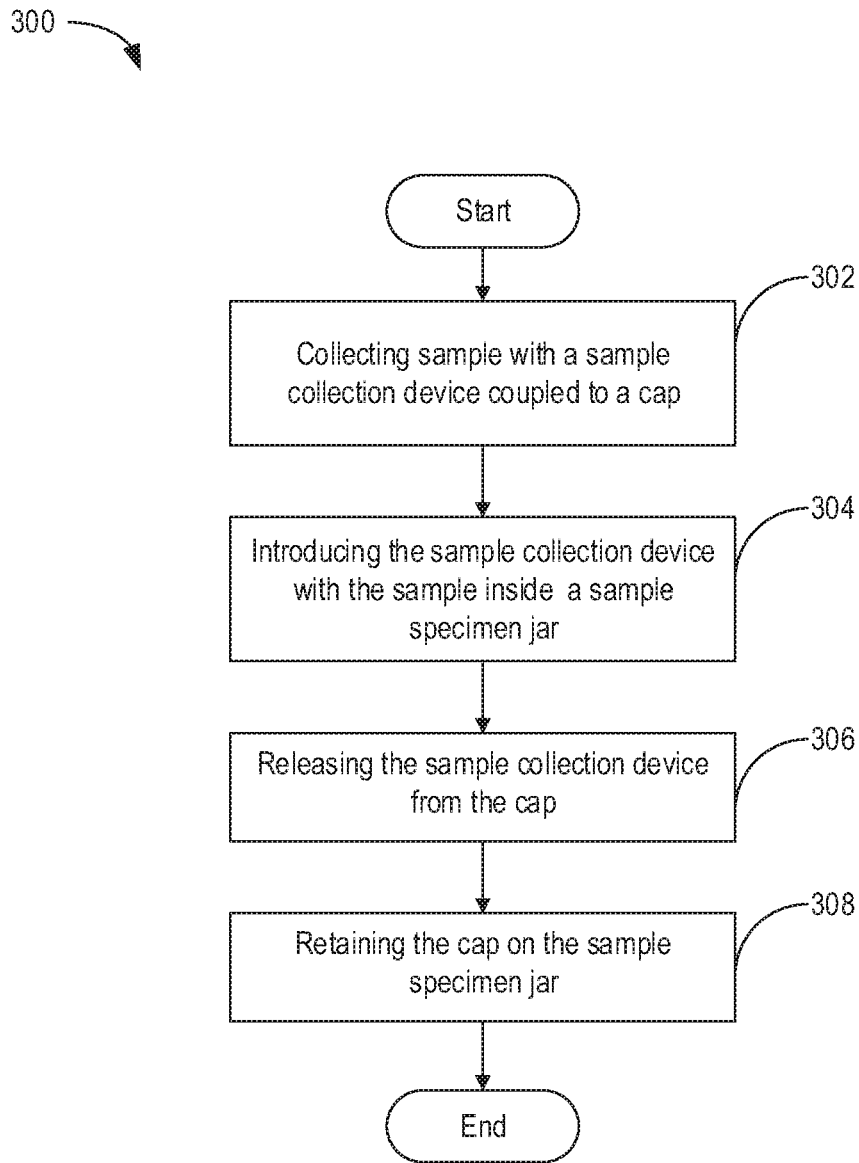 300
Start
302
Collecting sample with a sample
collection device coupled to a cap
304
Introducing the sample collection device
with the sample inside a sample
specimen jar
306
Releasing the sample collection device
from the cap
308
Retaining the cap on the sample
specimen jar
End